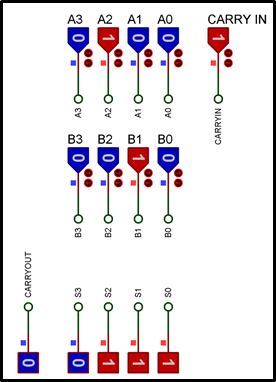 A3 A2 A1 A0 CARRY IN
0 1 0 0 1
A3 A2 A1 A0 CARRYIN
B3 B2 B1 B0
0 0 1 0
B3 B2 B1 B0
CARRYOUT S3 S2 S1 S0
0 0 1 1 1